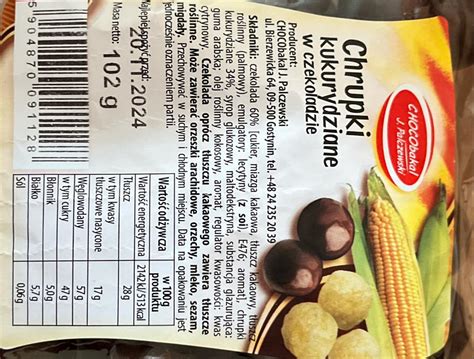 CHOCObakal
J. Palczewski
Chrupki
kukurydziane
w czekoladzie
Producent:
CHOCObakal J. Palczewski
ul. Bierzewicka 64, 09-500 Gostynin, tel. +48 24 235 20 39
Składniki: czekolada 60% [cukier, miazga kakaowa, tłuszcz kakaowy, tłuszcz
roślinny (palmowy), emulgatory: lecytyny (z soi), E476; aromat], chrupki
kukurydziane 34%, syrop glukozowy, maltodekstryna, substancja glazurująca:
guma arabska; olej roślinny kokosowy, aromat, regulator kwasowości: kwas
cytrynowy. Czekolada oprócz tłuszczu kakaowego zawiera tłuszcze
roślinne. Może zawierać orzeszki arachidowe, orzechy, mleko, sezam,
migdały. Przechowywać w suchym i chłodnym miejscu. Data na opakowaniu jest
jednocześnie oznaczeniem partii.
Najlepiej spożyć przed:
20.11.2024
Masa netto: 102 g
5 904870 091128
Wartość odżywcza w 100g produktu
Wartość energetyczna 2142kJ/513kcal
Tłuszcz 28g
w tym kwasy tłuszczowe nasycone 17g
Węglowodany 57g
w tym cukry 47g
Błonnik 5,0g
Białko 5,7g
Sól 0,06g